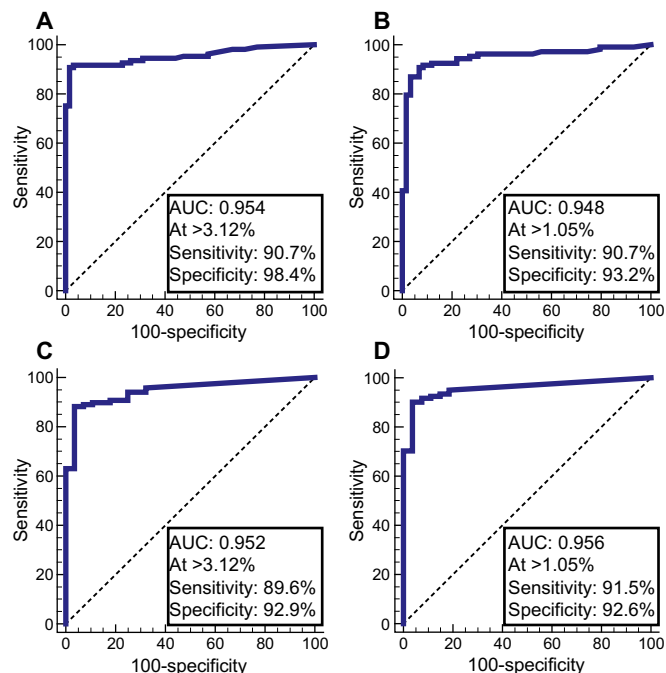 A
100
80
60
40
20
0
Sensitivity
AUC: 0.954
At >3.12%
Sensitivity: 90.7%
Specificity: 98.4%
0 20 40 60 80 100
100-specificity
B
100
80
60
40
20
0
Sensitivity
AUC: 0.948
At >1.05%
Sensitivity: 90.7%
Specificity: 93.2%
0 20 40 60 80 100
100-specificity
C
100
80
60
40
20
0
Sensitivity
AUC: 0.952
At >3.12%
Sensitivity: 89.6%
Specificity: 92.9%
0 20 40 60 80 100
100-specificity
D
100
80
60
40
20
0
Sensitivity
AUC: 0.956
At >1.05%
Sensitivity: 91.5%
Specificity: 92.6%
0 20 40 60 80 100
100-specificity